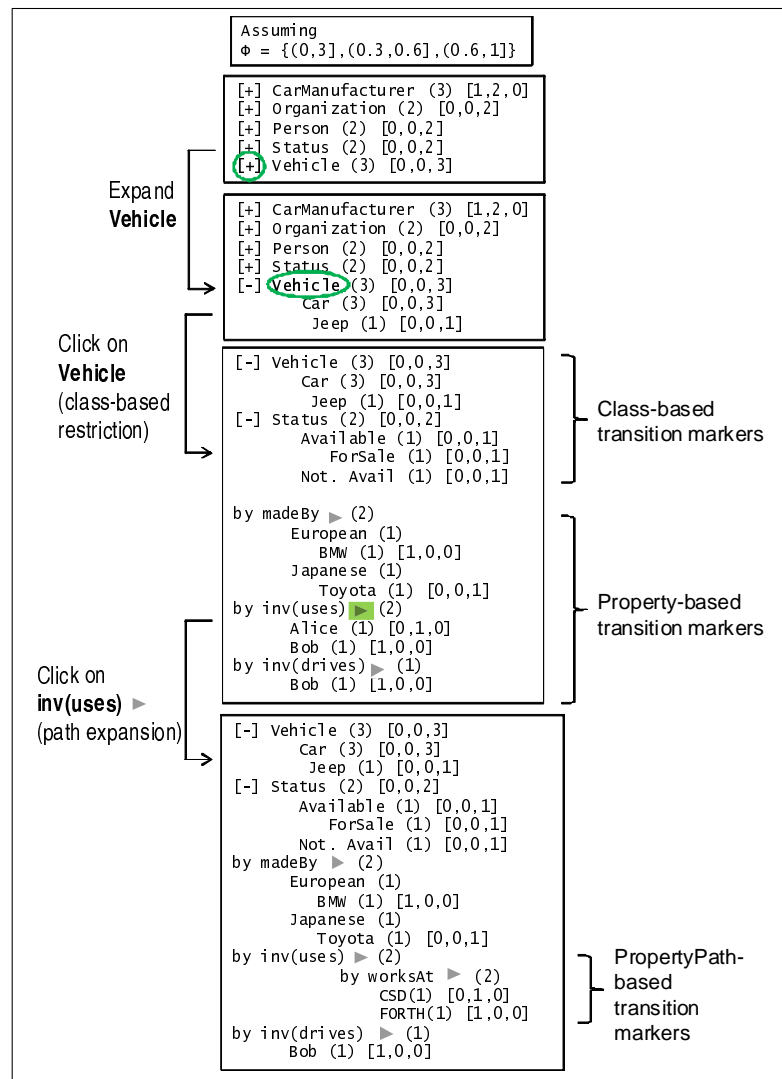 Assuming
Φ = {(0,3],(0.3,0.6],(0.6,1]}
[+] CarManufacturer (3) [1,2,0]
[+] Organization (2) [0,0,2]
[+] Person (2) [0,0,2]
[+] Status (2) [0,0,2]
[+] Vehicle (3) [0,0,3]
Expand
Vehicle
[+] CarManufacturer (3) [1,2,0]
[+] Organization (2) [0,0,2]
[+] Person (2) [0,0,2]
[+] Status (2) [0,0,2]
[-] Vehicle (3) [0,0,3]
Car (3) [0,0,3]
Jeep (1) [0,0,1]
Click on
Vehicle
(class-based
restriction)
[-] Vehicle (3) [0,0,3]
Car (3) [0,0,3]
Jeep (1) [0,0,1]
[-] Status (2) [0,0,2]
Available (1) [0,0,1]
ForSale (1) [0,0,1]
Not. Avail (1) [0,0,1]
Class-based
transition markers
by madeBy ▶ (2)
European (1)
BMW (1) [1,0,0]
Japanese (1)
Toyota (1) [0,0,1]
by inv(uses) ▶ (2)
Alice (1) [0,1,0]
Bob (1) [1,0,0]
by inv(drives) ▶ (1)
Bob (1) [1,0,0]
Property-based
transition markers
Click on
inv(uses) ▶
(path expansion)
[-] Vehicle (3) [0,0,3]
Car (3) [0,0,3]
Jeep (1) [0,0,1]
[-] Status (2) [0,0,2]
Available (1) [0,0,1]
ForSale (1) [0,0,1]
Not. Avail (1) [0,0,1]
by madeBy ▶ (2)
European (1)
BMW (1) [1,0,0]
Japanese (1)
Toyota (1) [0,0,1]
by inv(uses) ▶ (2)
by worksAt ▶ (2)
CSD(1) [0,1,0]
FORTH(1) [1,0,0]
by inv(drives) ▶ (1)
Bob (1) [1,0,0]
PropertyPath-
based
transition
markers